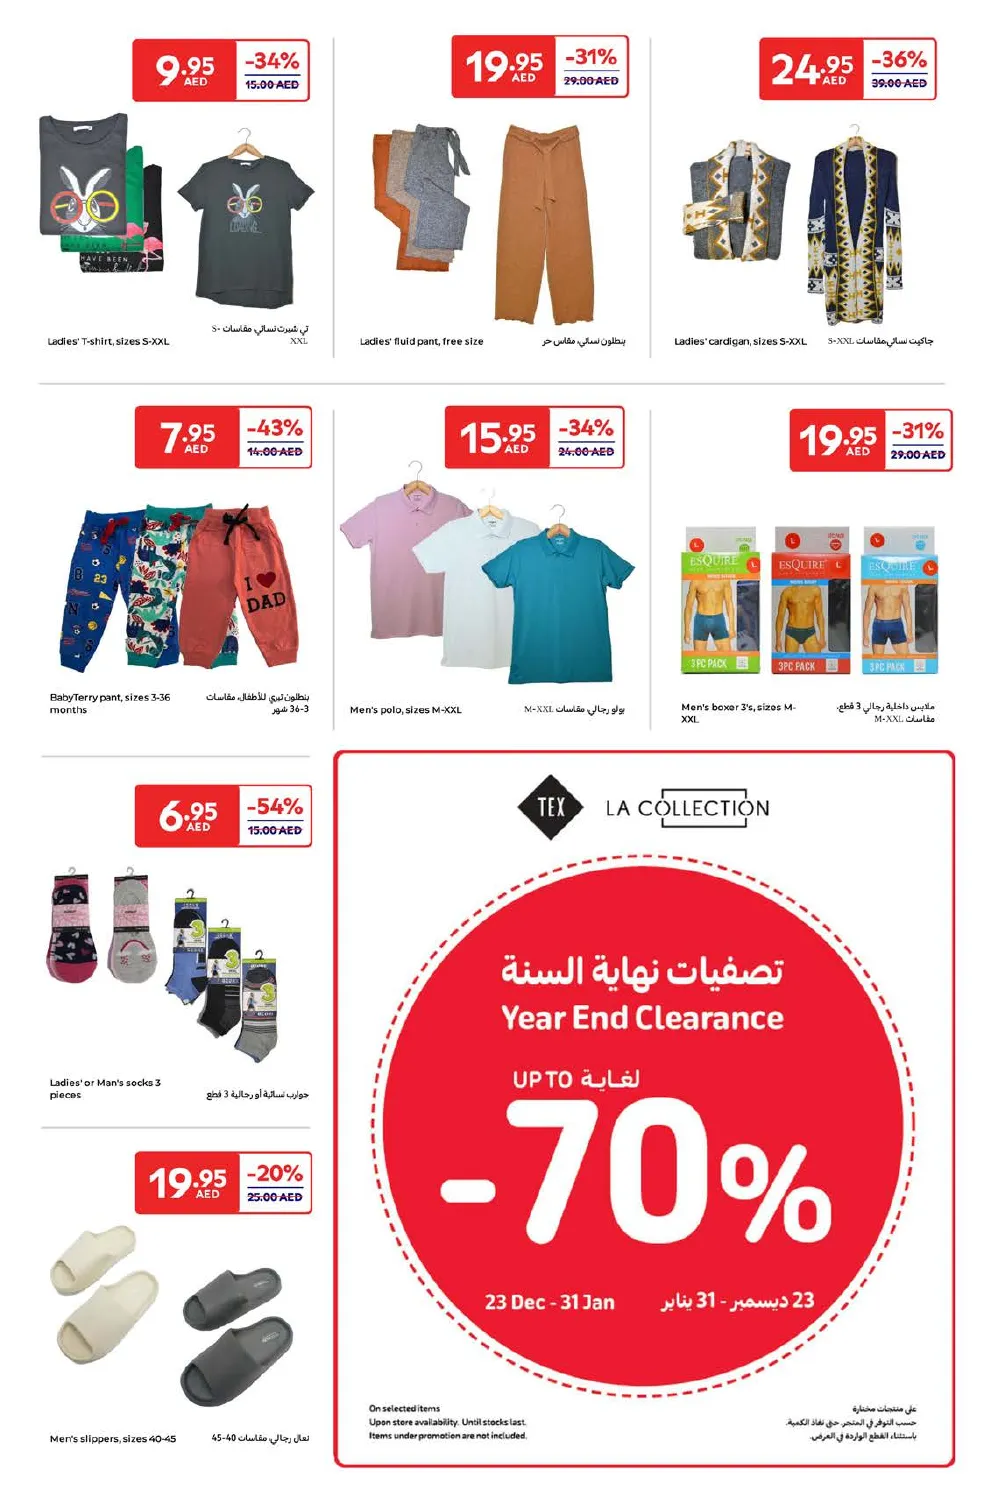 9.95
AED
-34%
15.00 AED
Ladies' T-shirt, sizes S-XXL
تي شيرت نسائي، مقاسات S-
XXL
19.95
AED
-31%
29.00 AED
Ladies' fluid pant, free size
بنطلون نسائي، مقاس حر
24.95
AED
-36%
39.00 AED
Ladies' cardigan, sizes S-XXL
جاكيت نسائي،مقاسات S-XXL
7.95
AED
-43%
14.00 AED
I
DAD
BabyTerry pant, sizes 3-36
months
بنطلون تيري للأطفال، مقاسات
3-36 شهر
15.95
AED
-34%
24.00 AED
Men's polo, sizes M-XXL
بولو رجالي، مقاسات M-XXL
19.95
AED
-31%
29.00 AED
ESQUIRE
3 PC PACK
ESQUIRE
3PC PACK
ESQUIRE
3 PC PACK
Men's boxer 3's, sizes M-
XXL
ملابس داخلية رجالي 3 قطع،
مقاسات M-XXL
6.95
AED
-54%
15.00 AED
3
3
3
Ladies' or Man's socks 3
pieces
جوارب نسائية أو رجالية 3 قطع
19.95
AED
-20%
25.00 AED
Men's slippers, sizes 40-45
نعال رجالي، مقاسات 40-45
TEX
LA COLLECTION
تصفيات نهاية السنة
Year End Clearance
UP TO لغاية
-70%
23 Dec - 31 Jan
23 ديسمبر - 31 يناير
On selected items
Upon store availability. Until stocks last.
Items under promotion are not included.
على منتجات مختارة
حسب التوفر في المتجر. حتى نفاذ الكمية.
باستثناء القطع الواردة في العرض.